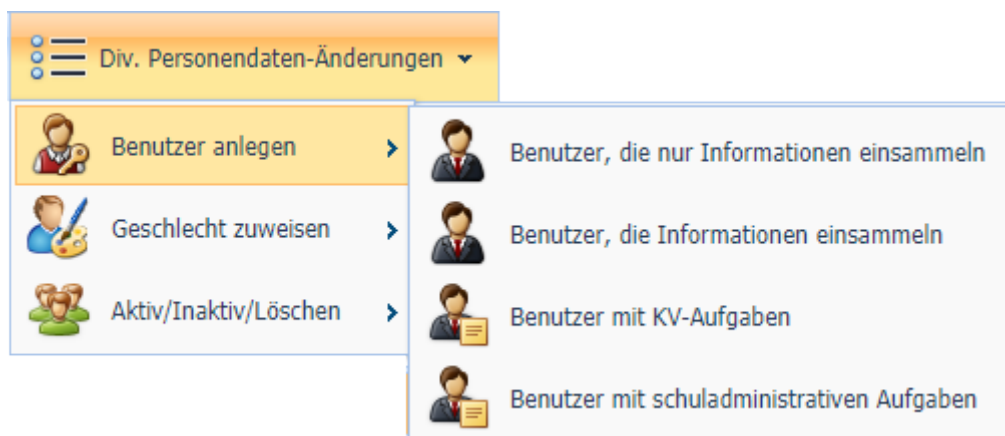 Div. Personendaten-Änderungen
Benutzer anlegen
Geschlecht zuweisen
Aktiv/Inaktiv/Löschen
Benutzer, die nur Informationen einsammeln
Benutzer, die Informationen einsammeln
Benutzer mit KV-Aufgaben
Benutzer mit schuladministrativen Aufgaben